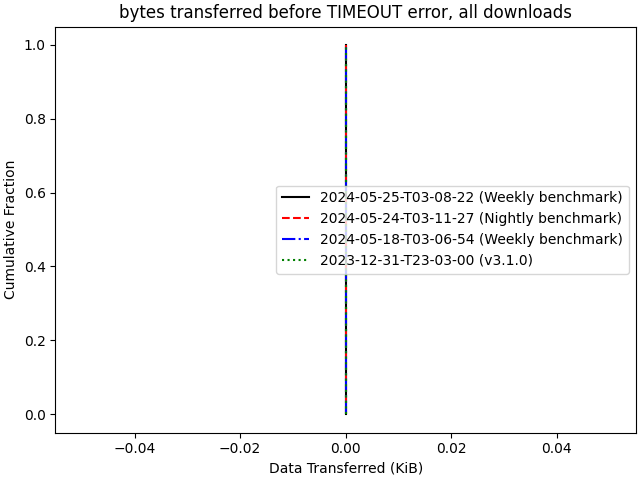 bytes transferred before TIMEOUT error, all downloads
1.0
0.8
0.6
0.4
0.2
0.0
Cumulative Fraction
2024-05-25-T03-08-22 (Weekly benchmark)
2024-05-24-T03-11-27 (Nightly benchmark)
2024-05-18-T03-06-54 (Weekly benchmark)
2023-12-31-T23-03-00 (v3.1.0)
−0.04 −0.02 0.00 0.02 0.04
Data Transferred (KiB)